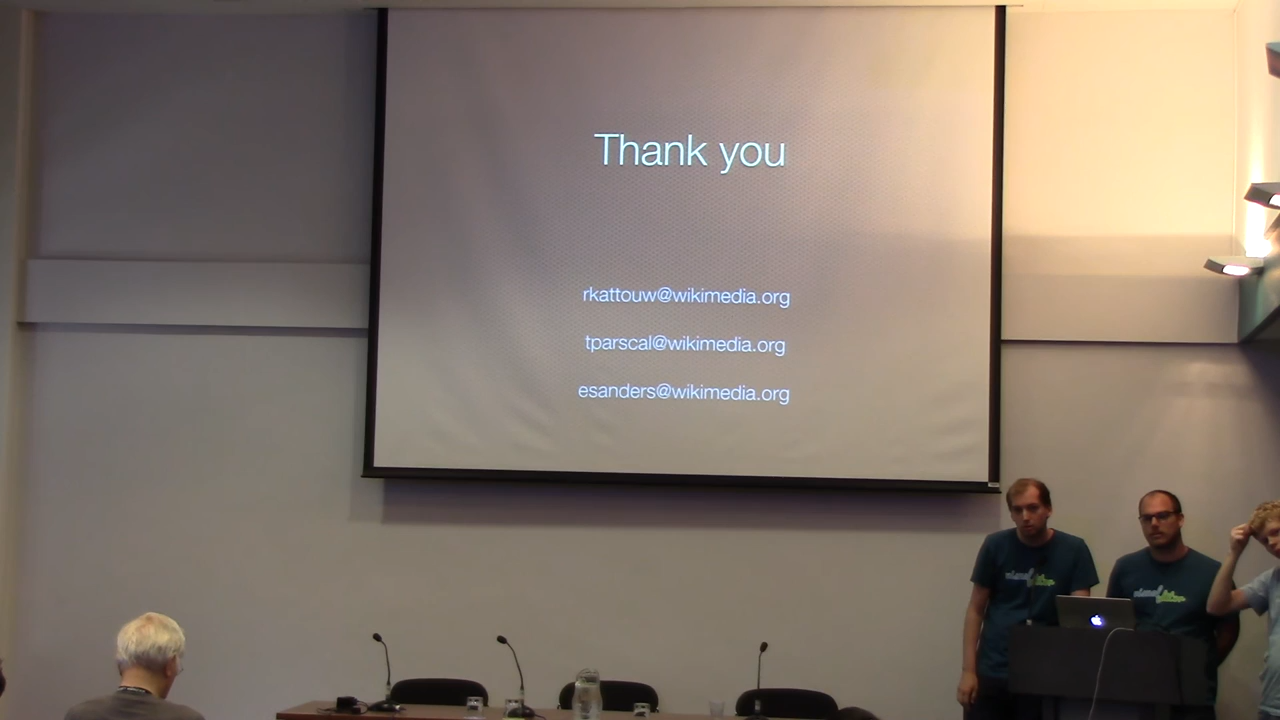 Thank you
rkattouw@wikimedia.org
tparscal@wikimedia.org
esanders@wikimedia.org